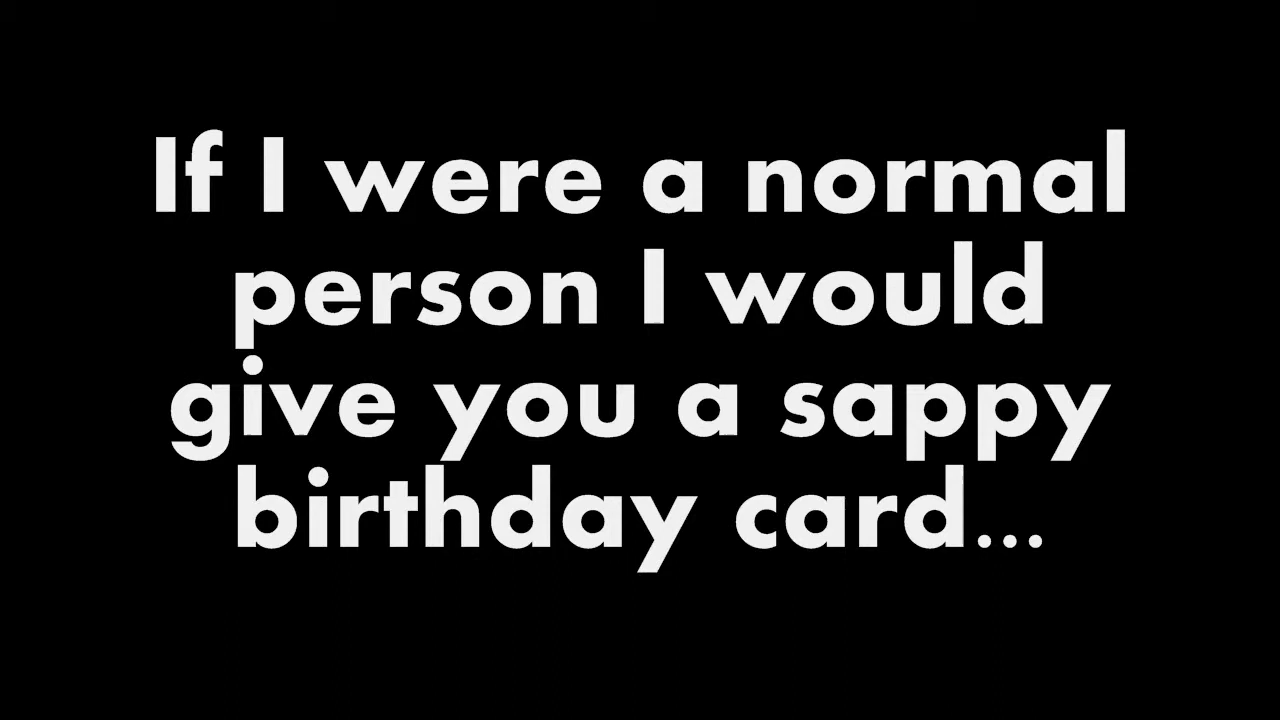 If I were a normal
person I would
give you a sappy
birthday card...